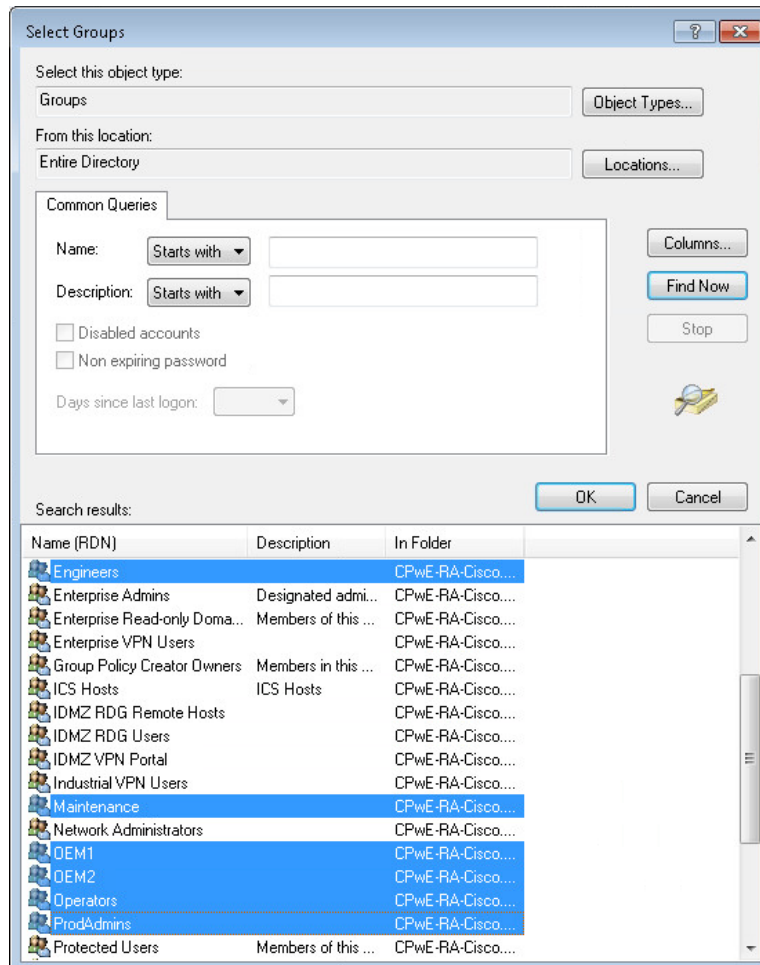 Select Groups
Select this object type:
Groups
Object Types...
From this location:
Entire Directory
Locations...
Common Queries
Name: Starts with
Description: Starts with
Disabled accounts
Non expiring password
Days since last logon:
Columns...
Find Now
Stop
OK Cancel
Search results:
Name (RDN) Description In Folder
Engineers CPwE-RA-Cisco....
Enterprise Admins Designated admi... CPwE-RA-Cisco....
Enterprise Read-only Doma... Members of this ... CPwE-RA-Cisco....
Enterprise VPN Users CPwE-RA-Cisco....
Group Policy Creator Owners Members in this ... CPwE-RA-Cisco....
ICS Hosts ICS Hosts CPwE-RA-Cisco....
IDMZ RDG Remote Hosts CPwE-RA-Cisco....
IDMZ RDG Users CPwE-RA-Cisco....
IDMZ VPN Portal CPwE-RA-Cisco....
Industrial VPN Users CPwE-RA-Cisco....
Maintenance CPwE-RA-Cisco....
Network Administrators CPwE-RA-Cisco....
OEM1 CPwE-RA-Cisco....
OEM2 CPwE-RA-Cisco....
Operators CPwE-RA-Cisco....
ProdAdmins CPwE-RA-Cisco....
Protected Users Members of this ... CPwE-RA-Cisco....